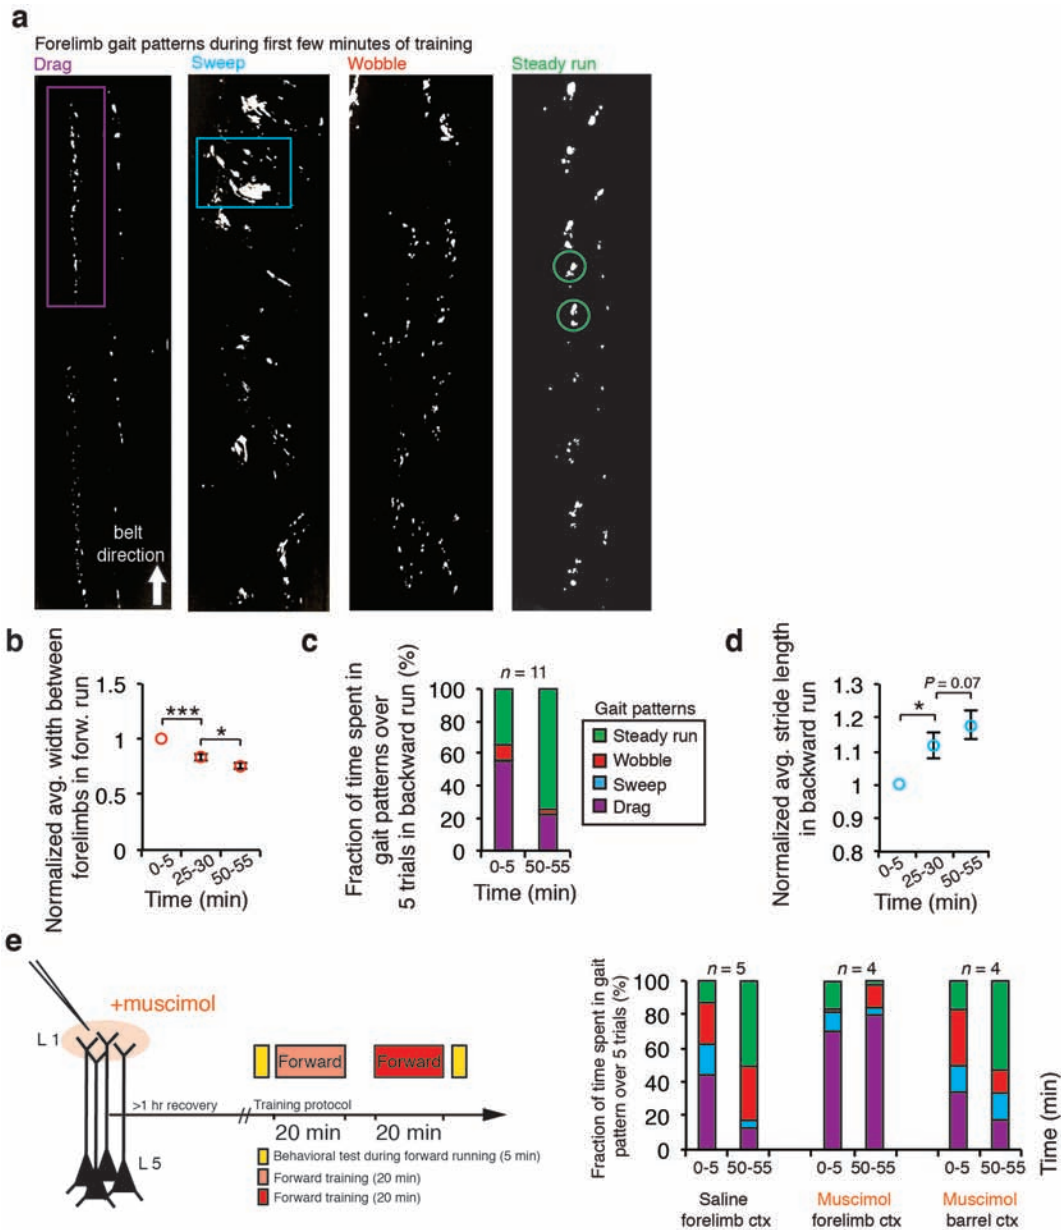 a
Forelimb gait patterns during first few minutes of training
Drag
Sweep
Wobble
Steady run
belt
direction
b
Normalized avg. width between
forelimbs in forw. run
1.5
1
0.5
0
***
*
0-5
25-30
50-55
Time (min)
c
Fraction of time spent in
gait patterns over
5 trials in backward run (%)
n = 11
100
80
60
40
20
0
0-5
50-55
Time (min)
Gait patterns
Steady run
Wobble
Sweep
Drag
d
Normalized avg. stride length
in backward run
1.3
1.2
1.1
1
0.9
0.8
*
P = 0.07
0-5
25-30
50-55
Time (min)
e
+muscimol
L 1
L 5
>1 hr recovery
Training protocol
Forward
Forward
20 min
20 min
Behavioral test during forward running (5 min)
Forward training (20 min)
Forward training (20 min)
Fraction of time spent in gait
pattern over 5 trials (%)
100
80
60
40
20
0
n = 5
n = 4
n = 4
0-5 50-55
0-5 50-55
0-5 50-55
Time (min)
Saline
forelimb ctx
Muscimol
forelimb ctx
Muscimol
barrel ctx